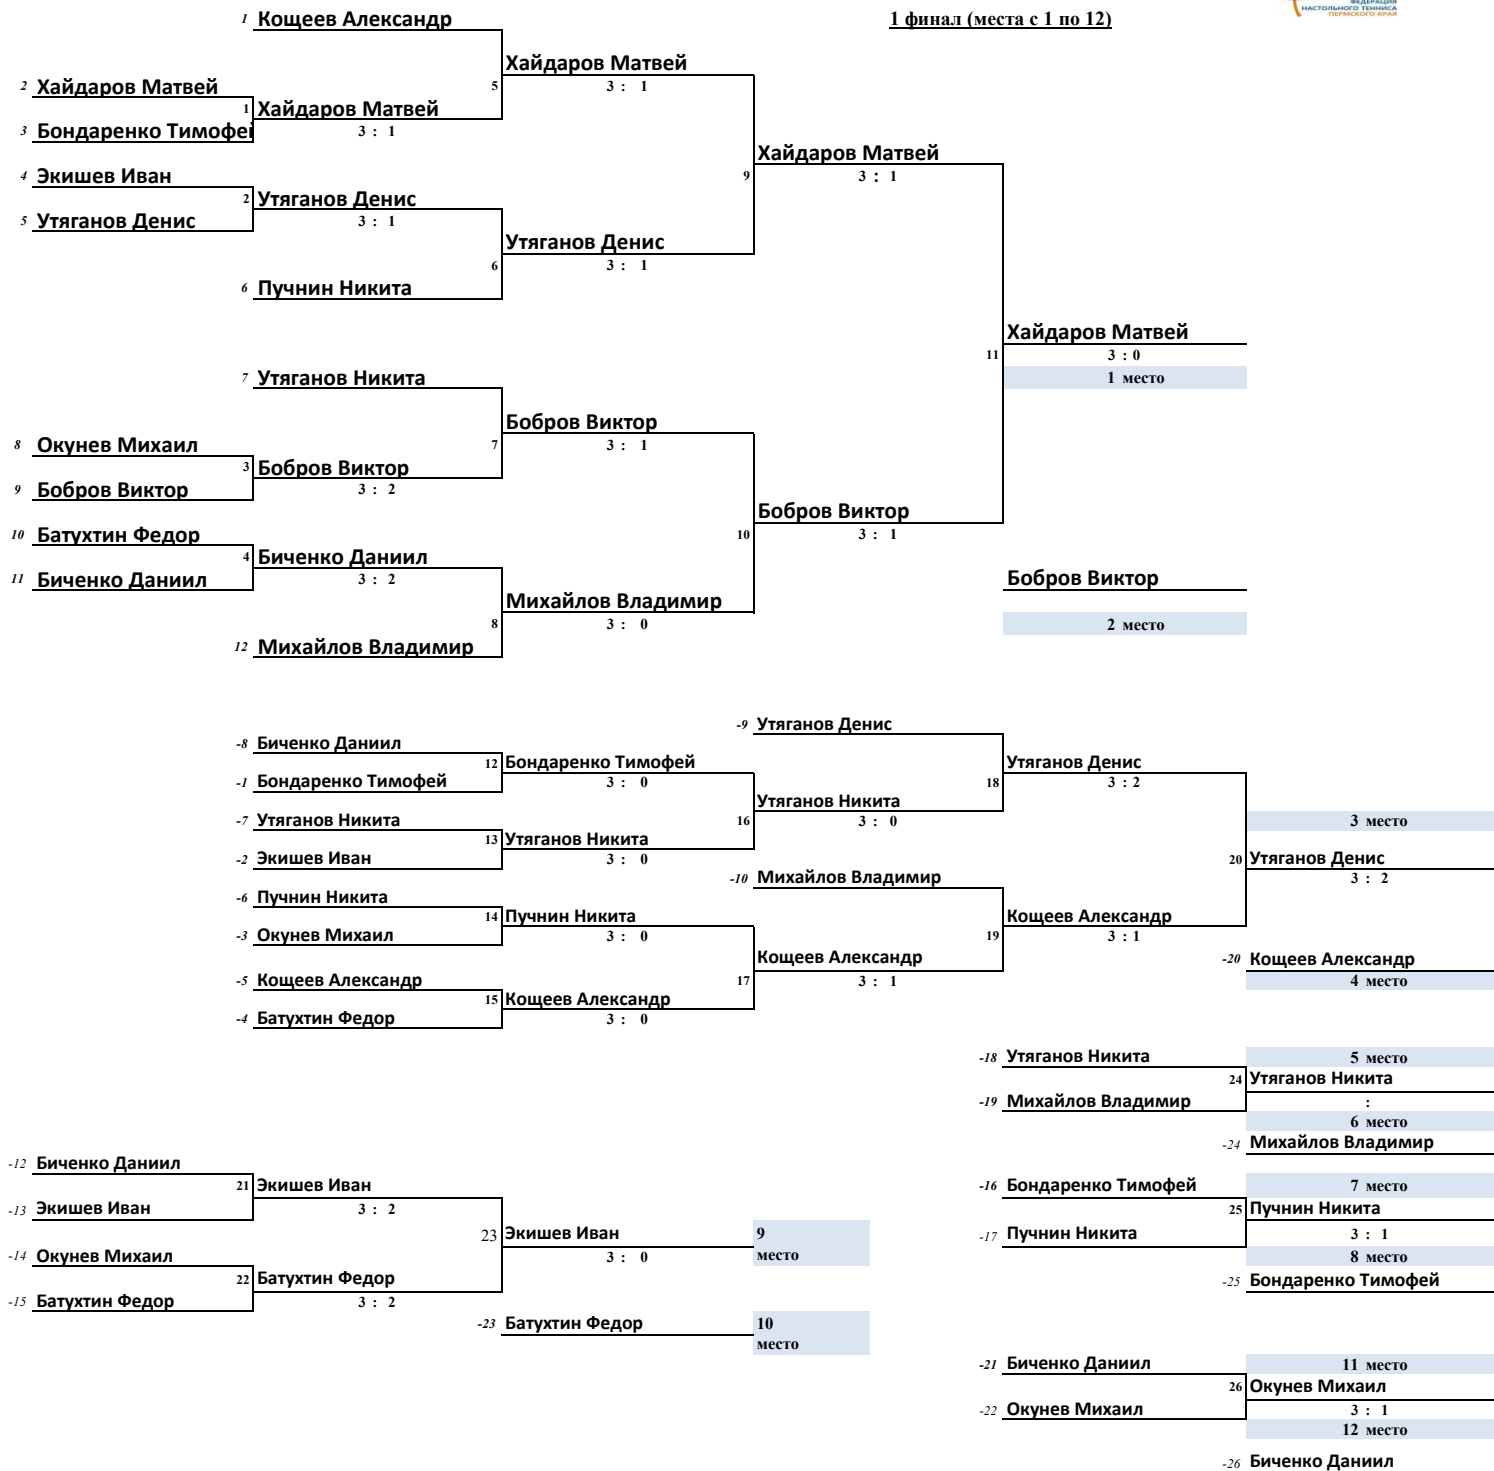 ФЕДЕРАЦИЯ
НАСТОЛЬНОГО ТЕННИСА
ПЕРМСКОГО КРАЯ
1 Кощеев Александр
1 финал (места с 1 по 12)
Хайдаров Матвей
2 Хайдаров Матвей
5
3 : 1
1 Хайдаров Матвей
3 Бондаренко Тимофей
3 : 1
Хайдаров Матвей
4 Экишев Иван
9
3 : 1
2 Утяганов Денис
5 Утяганов Денис
3 : 1
Утяганов Денис
6
3 : 1
6 Пучнин Никита
Хайдаров Матвей
11
3 : 0
1 место
7 Утяганов Никита
Бобров Виктор
8 Окунев Михаил
7
3 : 1
3 Бобров Виктор
9 Бобров Виктор
3 : 2
Бобров Виктор
10 Батухтин Федор
10
3 : 1
4 Биченко Даниил
11 Биченко Даниил
3 : 2
Бобров Виктор
Михайлов Владимир
8
3 : 0
2 место
12 Михайлов Владимир
-9 Утяганов Денис
-8 Биченко Даниил
12 Бондаренко Тимофей
Утяганов Денис
-1 Бондаренко Тимофей
3 : 0
18
3 : 2
Утяганов Никита
-7 Утяганов Никита
16
3 : 0
3 место
13 Утяганов Никита
-2 Экишев Иван
3 : 0
20 Утяганов Денис
-10 Михайлов Владимир
3 : 2
-6 Пучнин Никита
14 Пучнин Никита
Кощеев Александр
-3 Окунев Михаил
3 : 0
19
3 : 1
Кощеев Александр
-20 Кощеев Александр
-5 Кощеев Александр
17
3 : 1
4 место
15 Кощеев Александр
-4 Батухтин Федор
3 : 0
-18 Утяганов Никита
5 место
24 Утяганов Никита
-19 Михайлов Владимир
:
6 место
-24 Михайлов Владимир
-12 Биченко Даниил
21 Экишев Иван
-16 Бондаренко Тимофей
7 место
-13 Экишев Иван
3 : 2
25 Пучнин Никита
23 Экишев Иван
9
место
-17 Пучнин Никита
3 : 1
-14 Окунев Михаил
3 : 0
8 место
22 Батухтин Федор
-25 Бондаренко Тимофей
-15 Батухтин Федор
3 : 2
-23 Батухтин Федор
10
место
-21 Биченко Даниил
11 место
26 Окунев Михаил
-22 Окунев Михаил
3 : 1
12 место
-26 Биченко Даниил